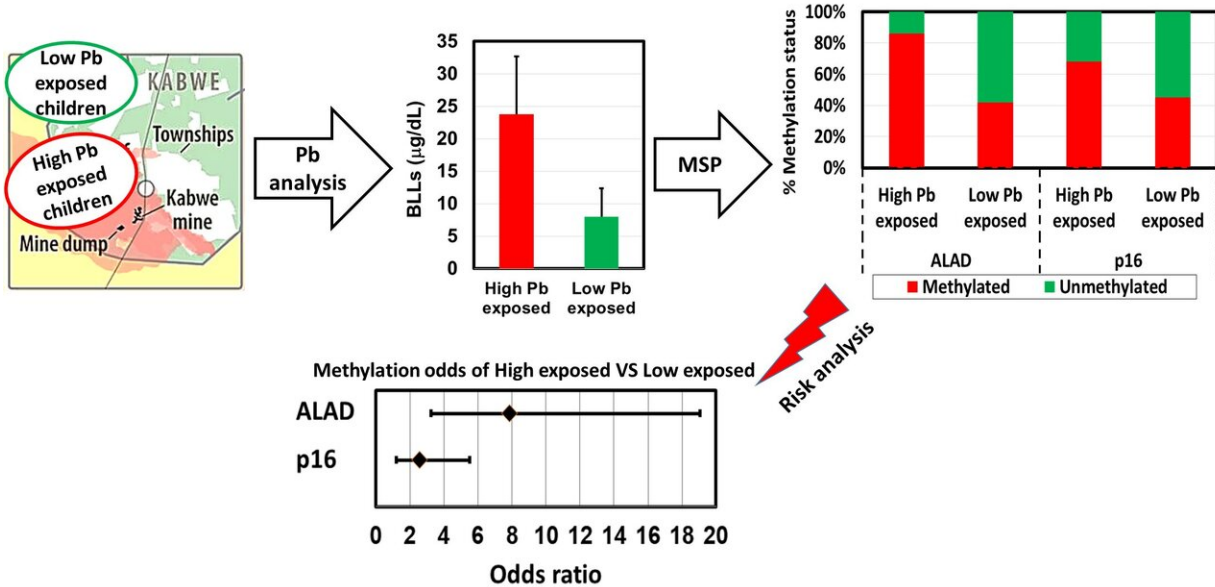 Low Pb
exposed
children
KABWE
Townships
High Pb
exposed
children
Kabwe
mine
Mine dump
Pb
analysis
BLLs (µg/dL)
40
35
30
25
20
15
10
5
0
High Pb
exposed
Low Pb
exposed
MSP
% Methylation status
100%
80%
60%
40%
20%
0%
High Pb
exposed
Low Pb
exposed
High Pb
exposed
Low Pb
exposed
ALAD
p16
Methylated
Unmethylated
Risk analysis
Methylation odds of High exposed VS Low exposed
ALAD
p16
0 2 4 6 8 10 12 14 16 18 20
Odds ratio